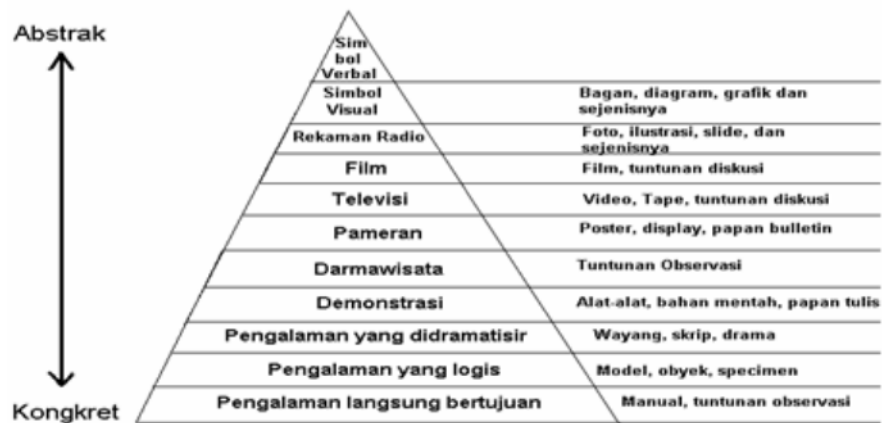 Abstrak
Sim
bol
Verbal
Simbol
Visual
Bagan, diagram, grafik dan
sejenisnya
Rekaman Radio
Foto, ilustrasi, slide, dan
sejenisnya
Film
Film, tuntunan diskusi
Televisi
Video, Tape, tuntunan diskusi
Pameran
Poster, display, papan bulletin
Darmawisata
Tuntunan Observasi
Demonstrasi
Alat-alat, bahan mentah, papan tulis
Pengalaman yang didramatisir
Wayang, skrip, drama
Pengalaman yang logis
Model, obyek, specimen
Kongkret
Pengalaman langsung bertujuan
Manual, tuntunan observasi